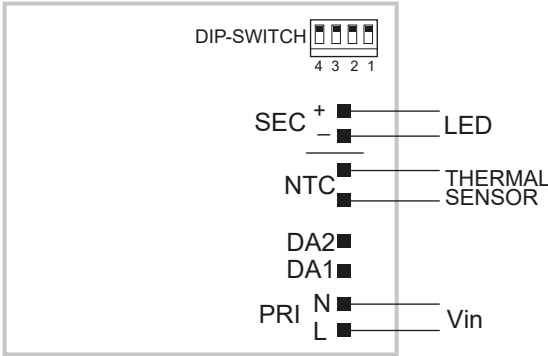 DIP-SWITCH
4 3 2 1
SEC + LED
–
NTC THERMAL
SENSOR
DA2
DA1
PRI N Vin
L